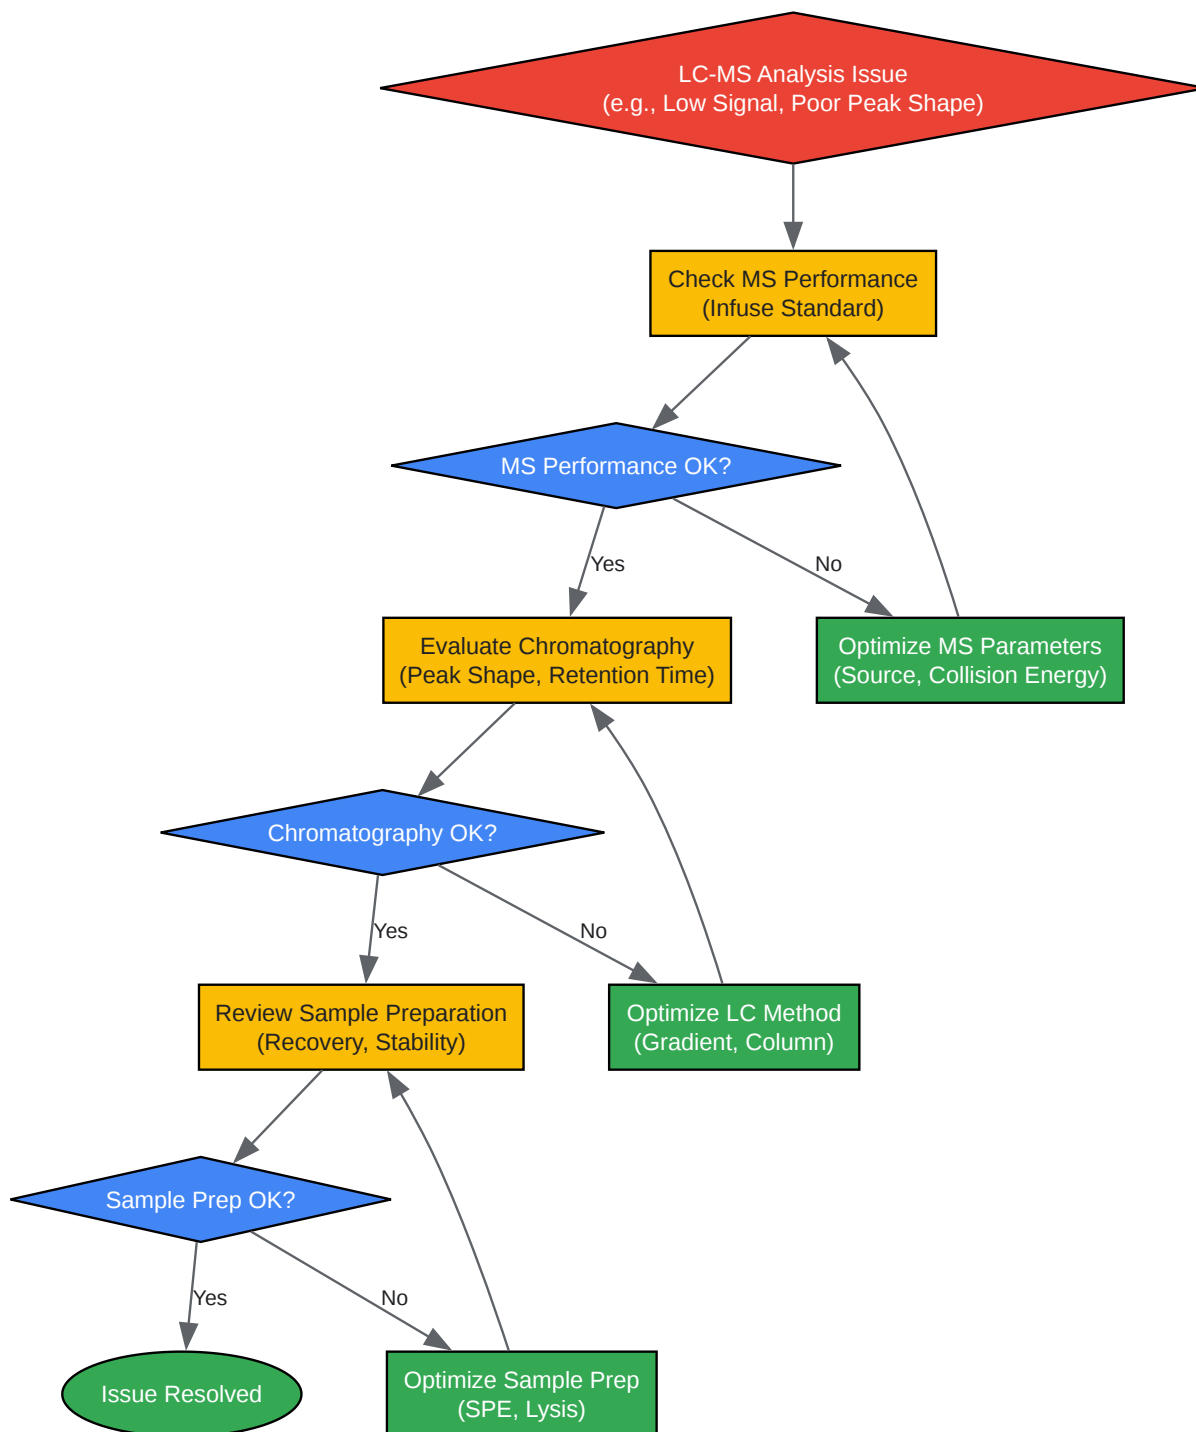 LC-MS Analysis Issue
(e.g., Low Signal, Poor Peak Shape)
Check MS Performance
(Infuse Standard)
MS Performance OK?
Yes
No
Evaluate Chromatography
(Peak Shape, Retention Time)
Optimize MS Parameters
(Source, Collision Energy)
Chromatography OK?
Yes
No
Review Sample Preparation
(Recovery, Stability)
Optimize LC Method
(Gradient, Column)
Sample Prep OK?
Yes
No
Issue Resolved
Optimize Sample Prep
(SPE, Lysis)